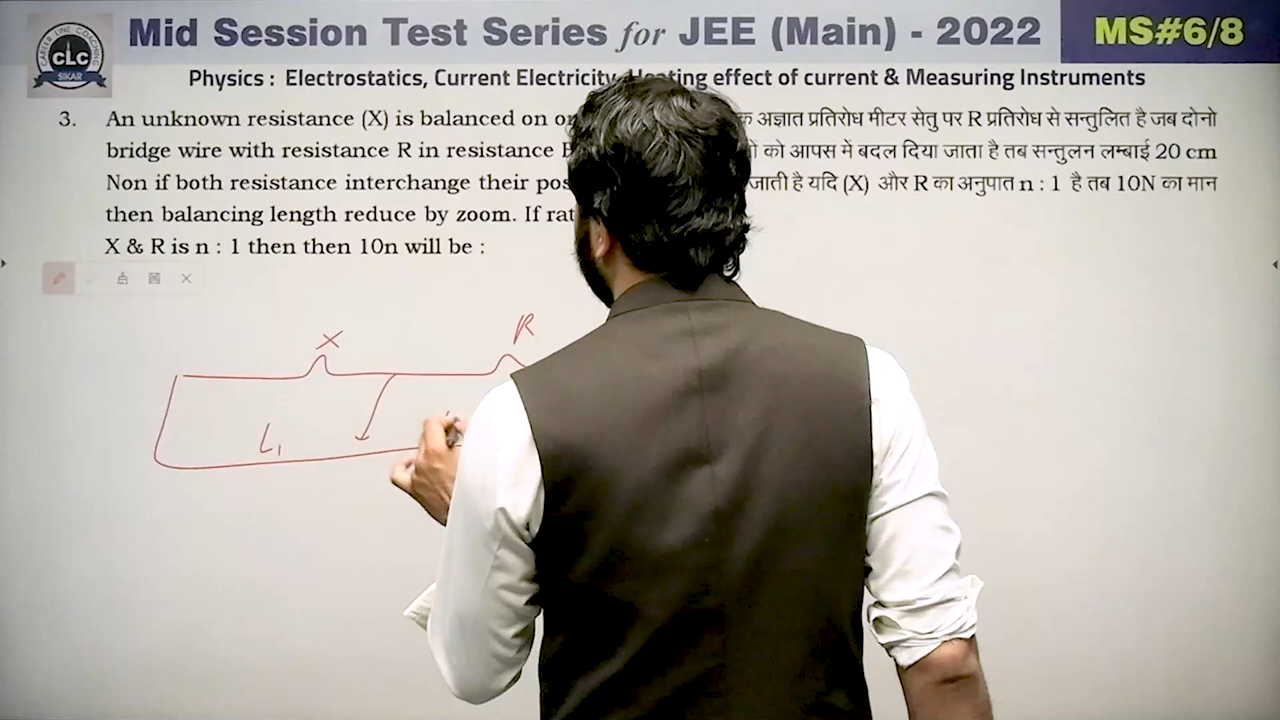 Mid Session Test Series for JEE (Main) - 2022
MS#6/8
CAREER LINE COACHING
CLC
SIKAR
Physics : Electrostatics, Current Electricity, Heating effect of current & Measuring Instruments
3. An unknown resistance (X) is balanced on
bridge wire with resistance R in resistance
Non if both resistance interchange their
then balancing length reduce by zoom. If
X & R is n : 1 then then 10n will be :
अज्ञात प्रतिरोध मीटर सेतु पर R प्रतिरोध से सन्तुलित है जब दोनो
को आपस में बदल दिया जाता है तब सन्तुलन लम्बाई 20 cm
जाती है यदि (X) और R का अनुपात n : 1 है तब 10N का मान
X
R
L₁